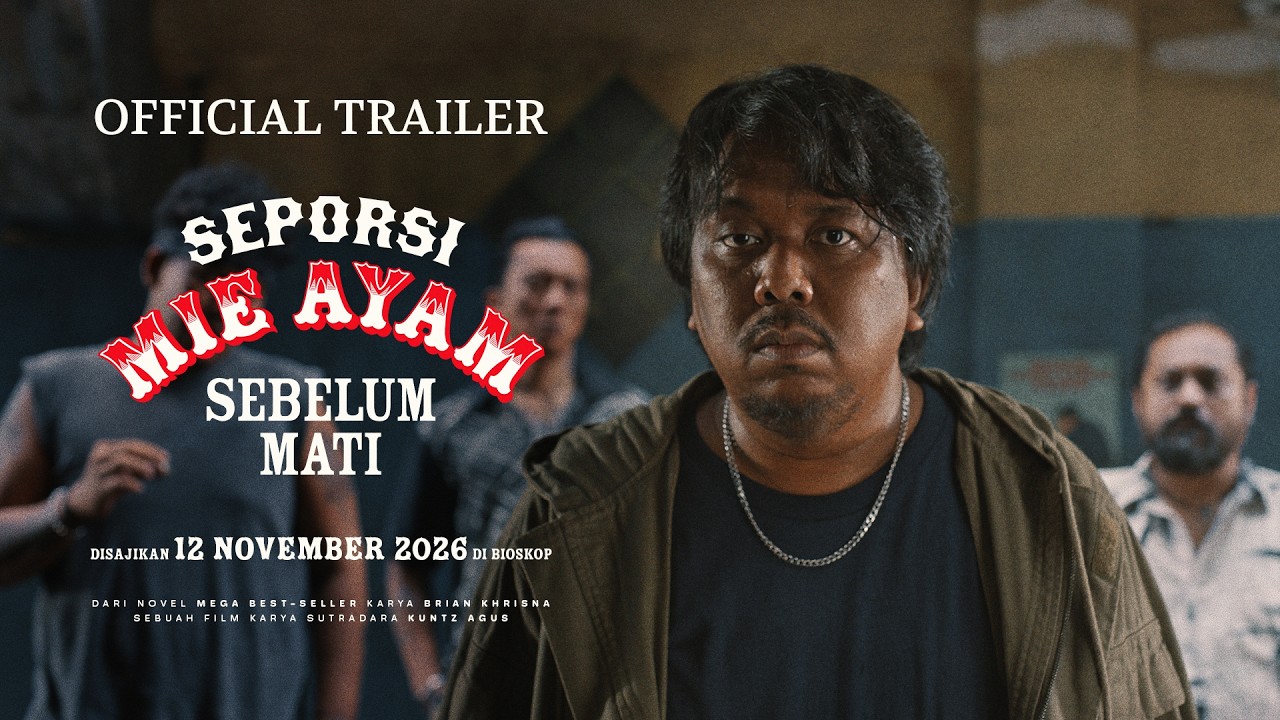 OFFICIAL TRAILER
SEPORSI
MIE AYAM
SEBELUM
MATI
DISAJIKAN 12 NOVEMBER 2026 DI BIOSKOP
DARI NOVEL MEGA BEST-SELLER KARYA BRIAN KHRISNA
SEBUAH FILM KARYA SUTRADARA KUNTZ AGUS